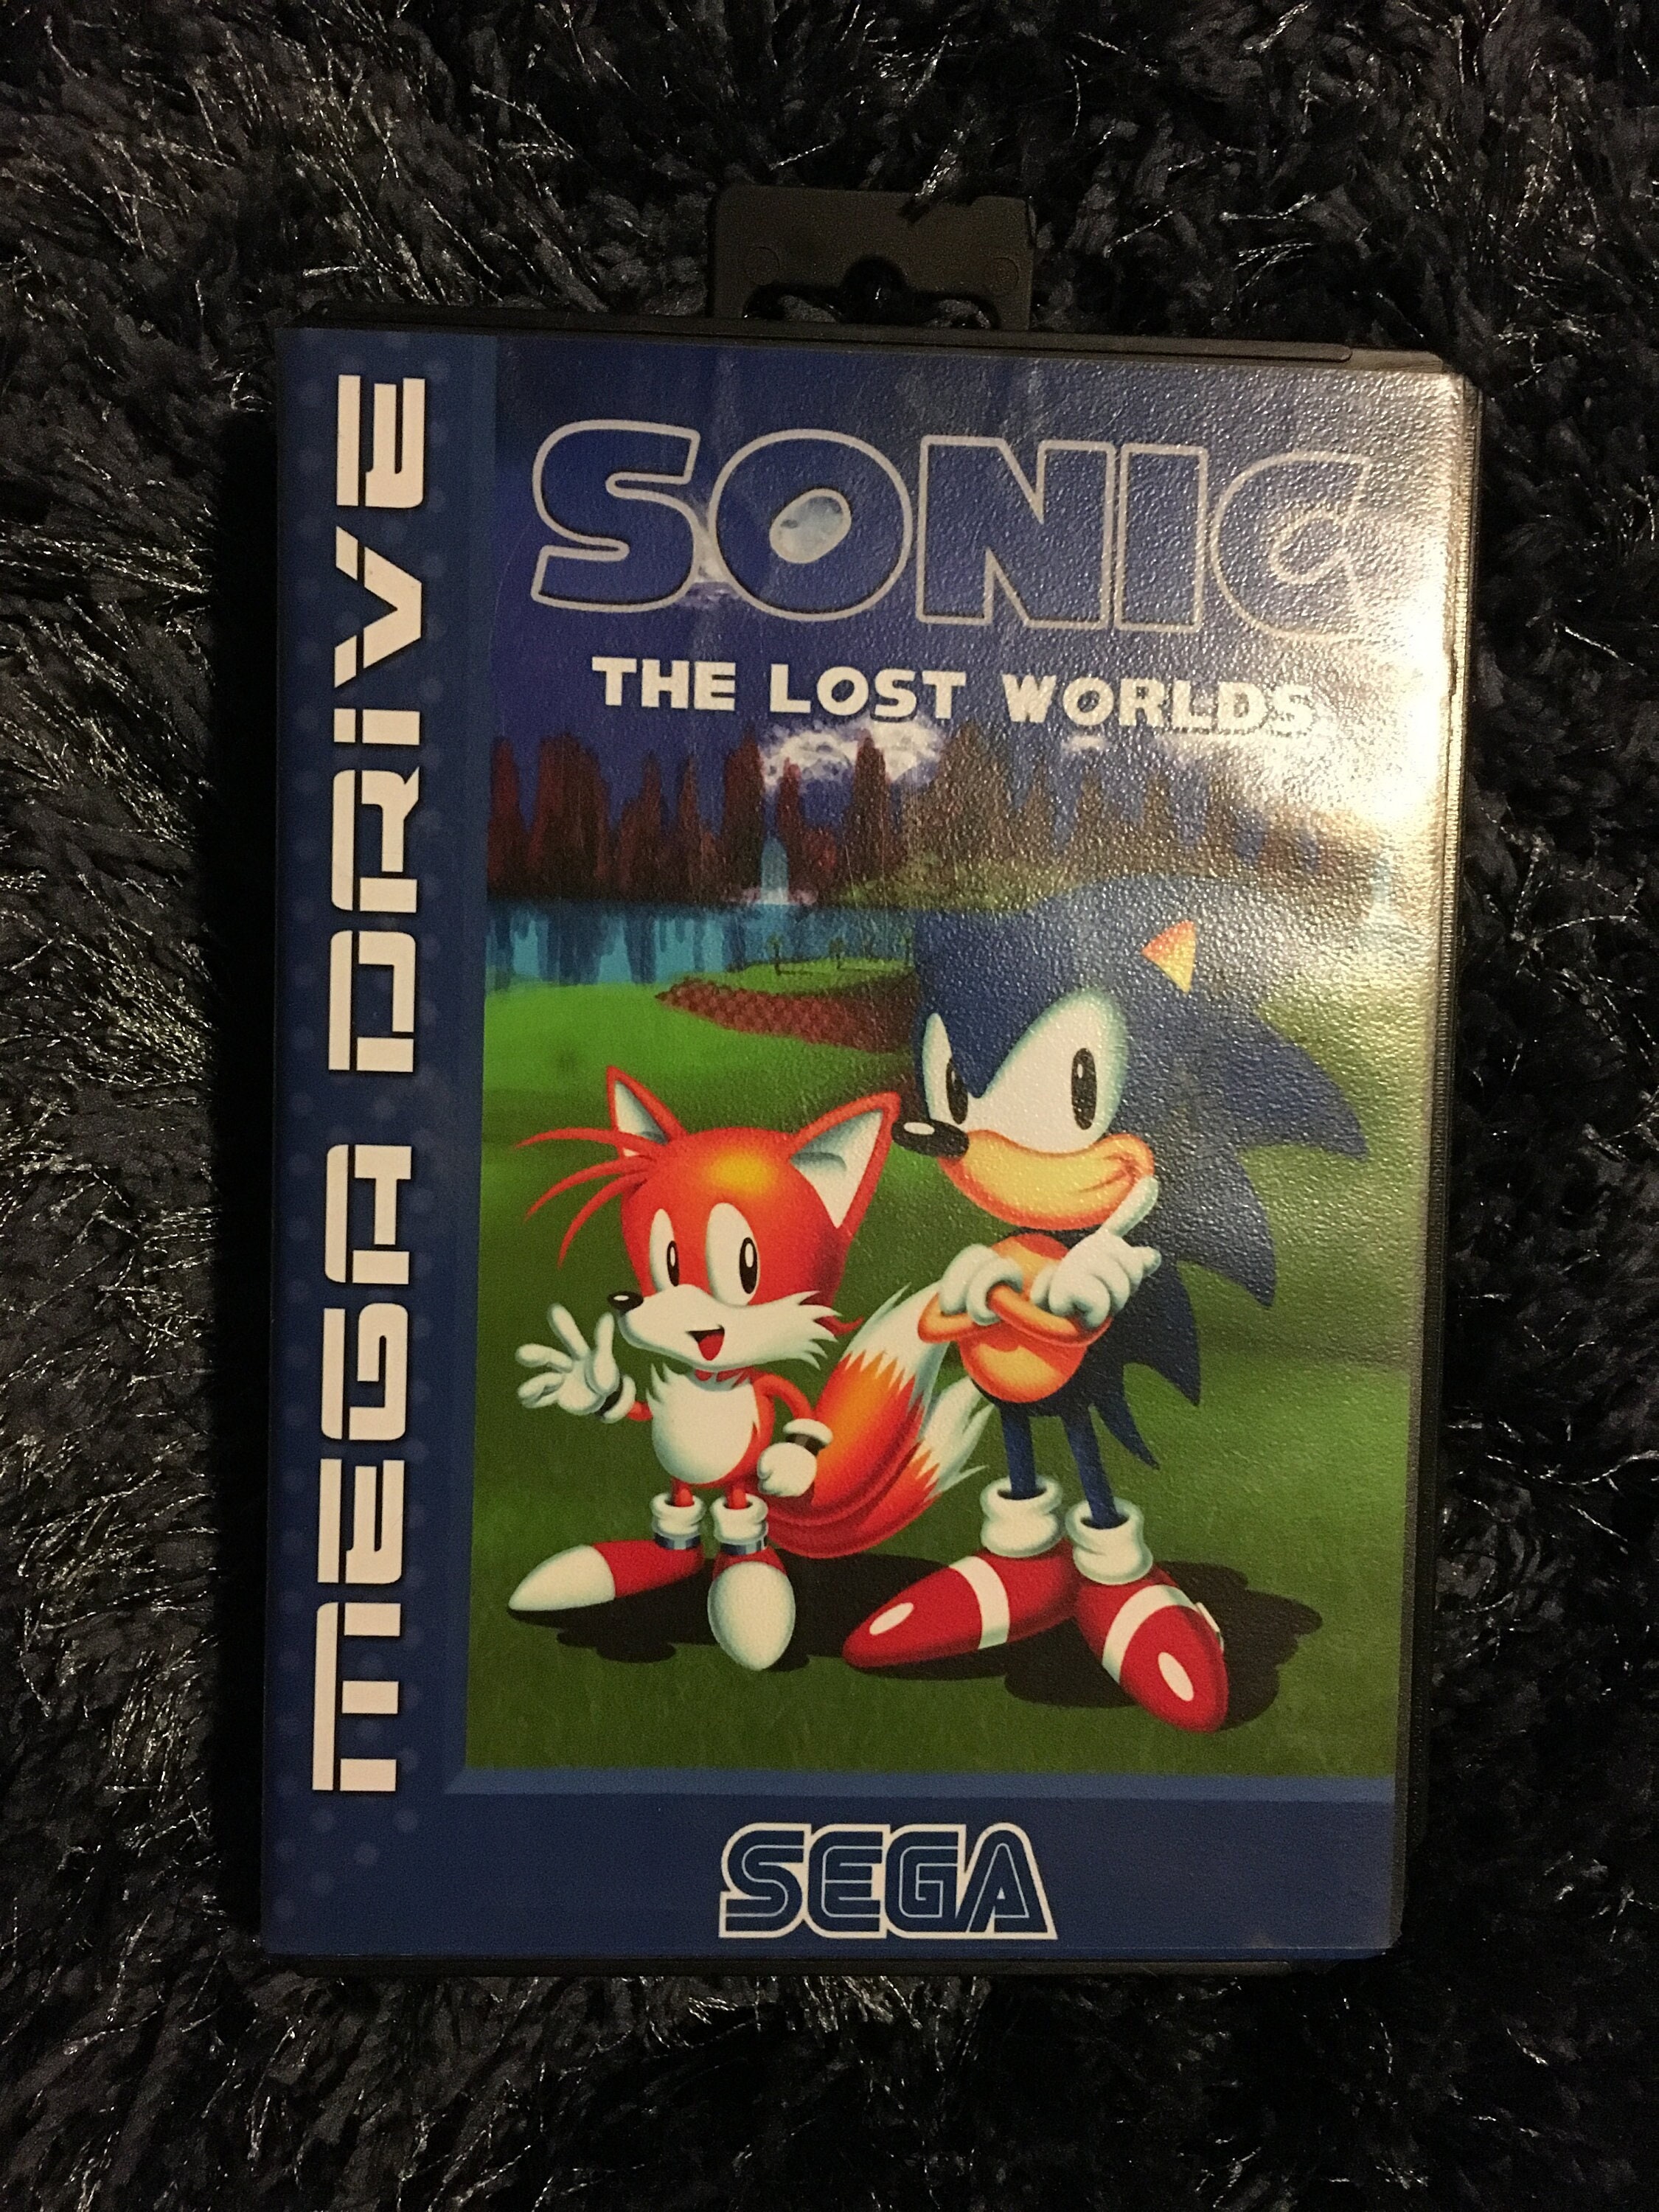 MEGA DRIVE
SONIC
THE LOST WORLDS
SEGA